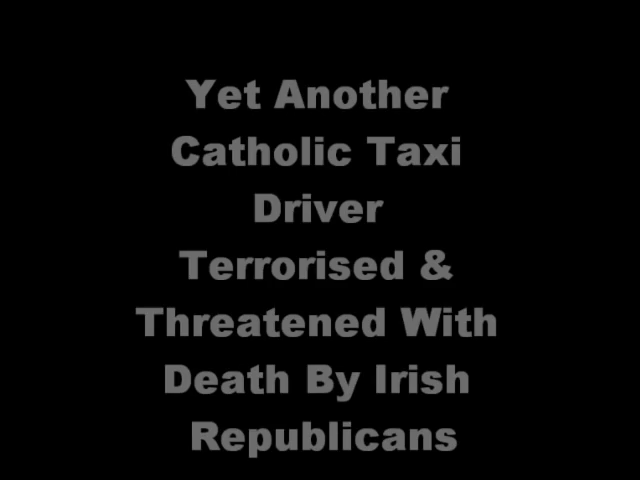 Yet Another
Catholic Taxi
Driver
Terrorised &
Threatened With
Death By Irish
Republicans